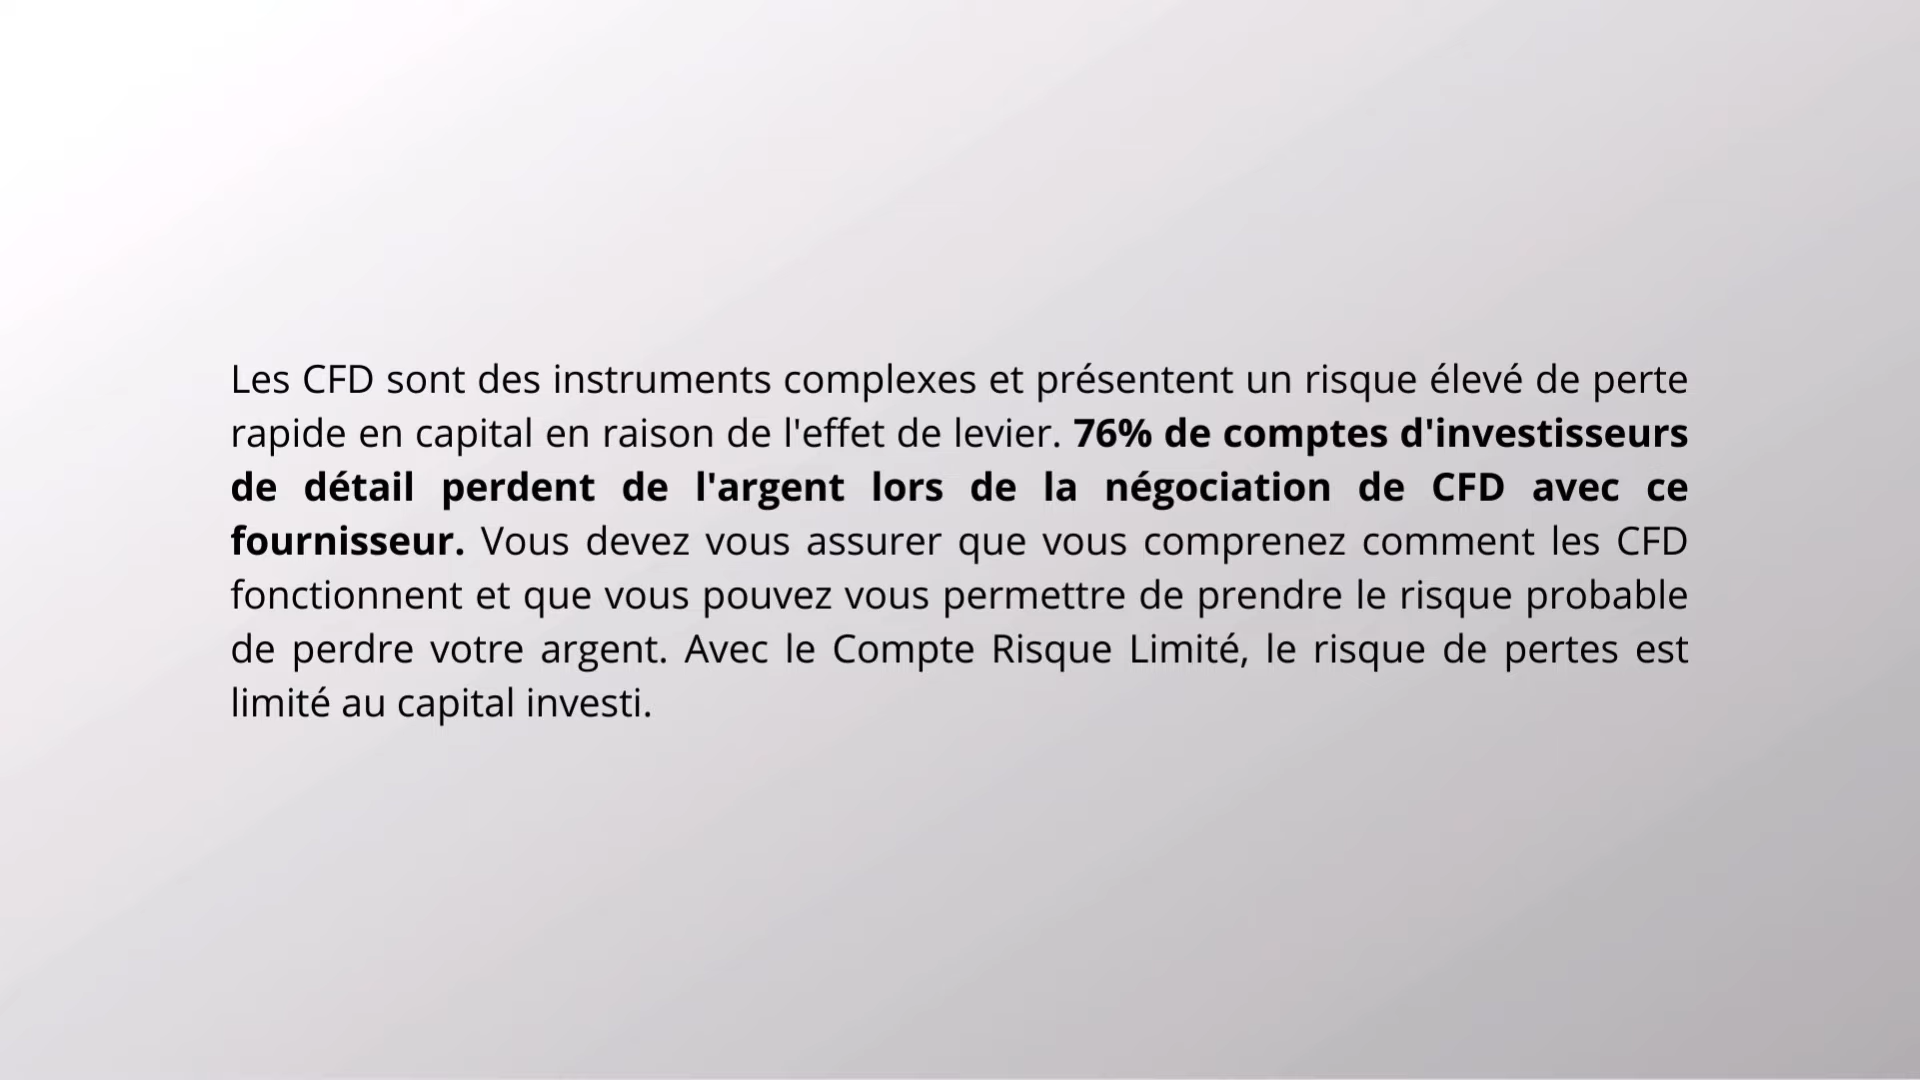 Les CFD sont des instruments complexes et présentent un risque élevé de perte
rapide en capital en raison de l'effet de levier. 76% de comptes d'investisseurs
de détail perdent de l'argent lors de la négociation de CFD avec ce
fournisseur. Vous devez vous assurer que vous comprenez comment les CFD
fonctionnent et que vous pouvez vous permettre de prendre le risque probable
de perdre votre argent. Avec le Compte Risque Limité, le risque de pertes est
limité au capital investi.